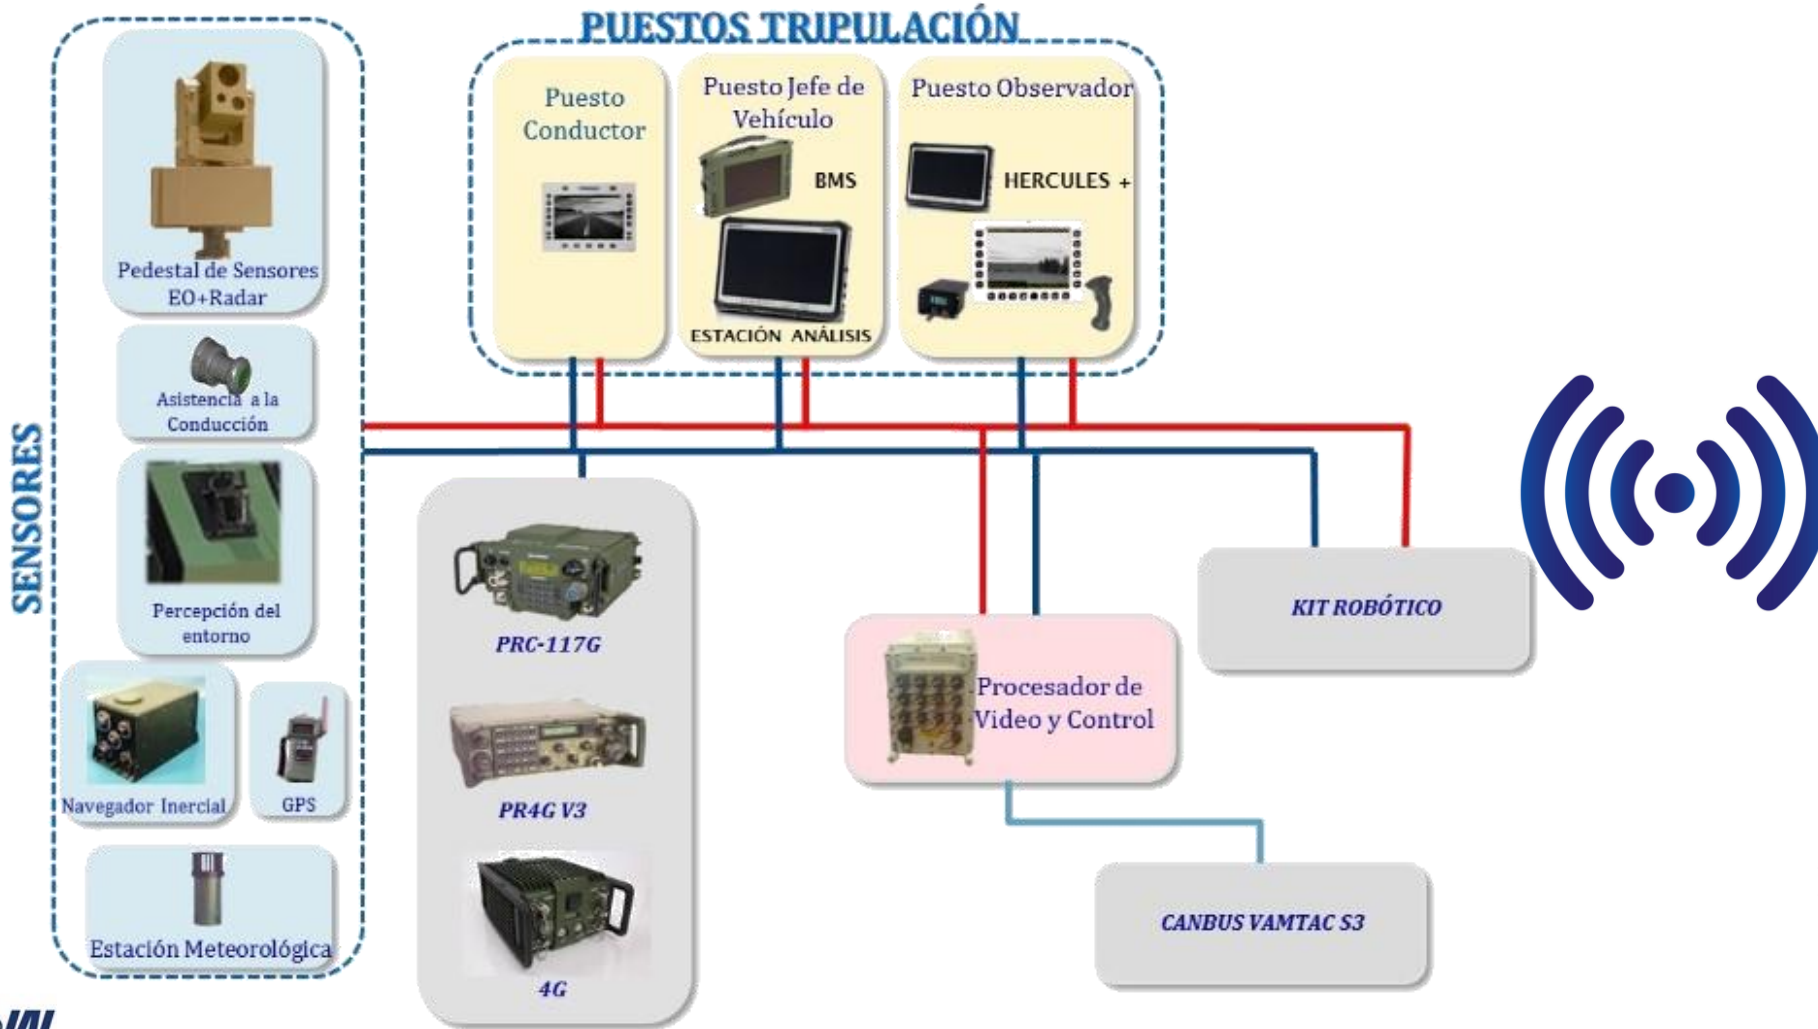 PUESTOS TRIPULACIÓN
SENSORES
Pedestal de Sensores
EO+Radar
Asistencia a la
Conducción
Percepción del
entorno
Navegador Inercial
GPS
Estación Meteorológica
Puesto
Conductor
Puesto Jefe de
Vehículo
BMS
ESTACIÓN ANÁLISIS
Puesto Observador
HERCULES +
PRC-117G
PR4G V3
4G
Procesador de
Video y Control
KIT ROBÓTICO
CANBUS VAMTAC S3